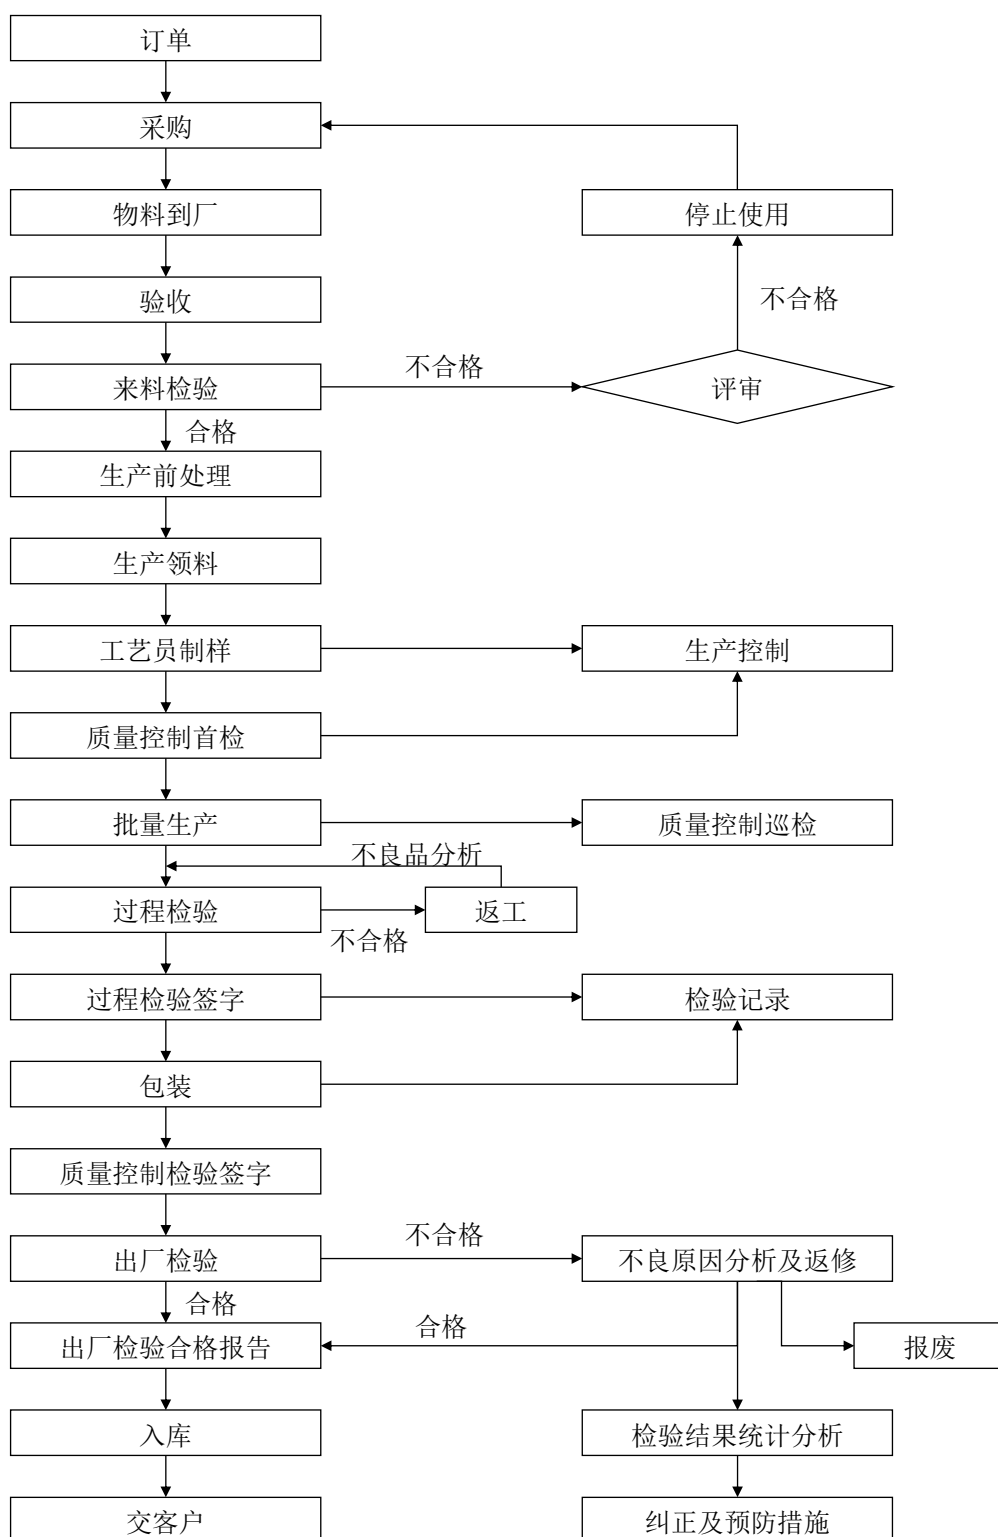 订单
采购
物料到厂
停止使用
验收
不合格
不合格
来料检验
评审
合格
生产前处理
生产领料
工艺员制样
生产控制
质量控制首检
批量生产
质量控制巡检
不良品分析
过程检验
返工
不合格
过程检验签字
检验记录
包装
质量控制检验签字
不合格
出厂检验
不良原因分析及返修
合格
合格
出厂检验合格报告
报废
入库
检验结果统计分析
交客户
纠正及预防措施